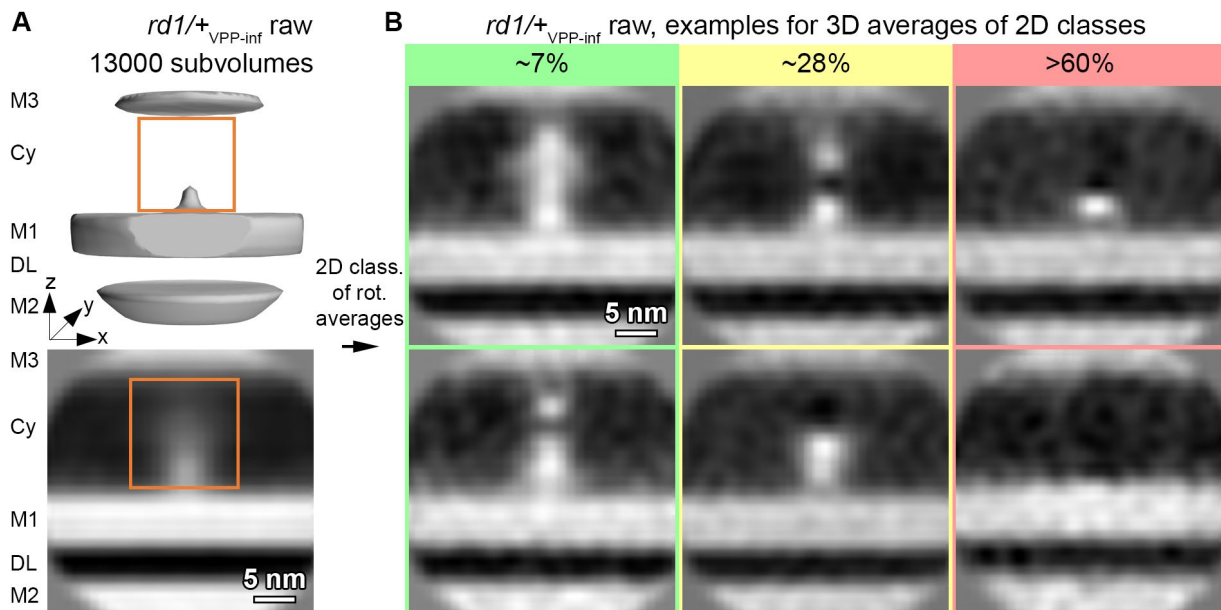 A
rd1/+VPP-inf raw
13000 subvolumes
M3
Cy
M1
DL
M2
z
y
x
M3
Cy
M1
DL
M2
5 nm
2D class.
of rot.
averages
B
rd1/+VPP-inf raw, examples for 3D averages of 2D classes
~7%
~28%
>60%
5 nm